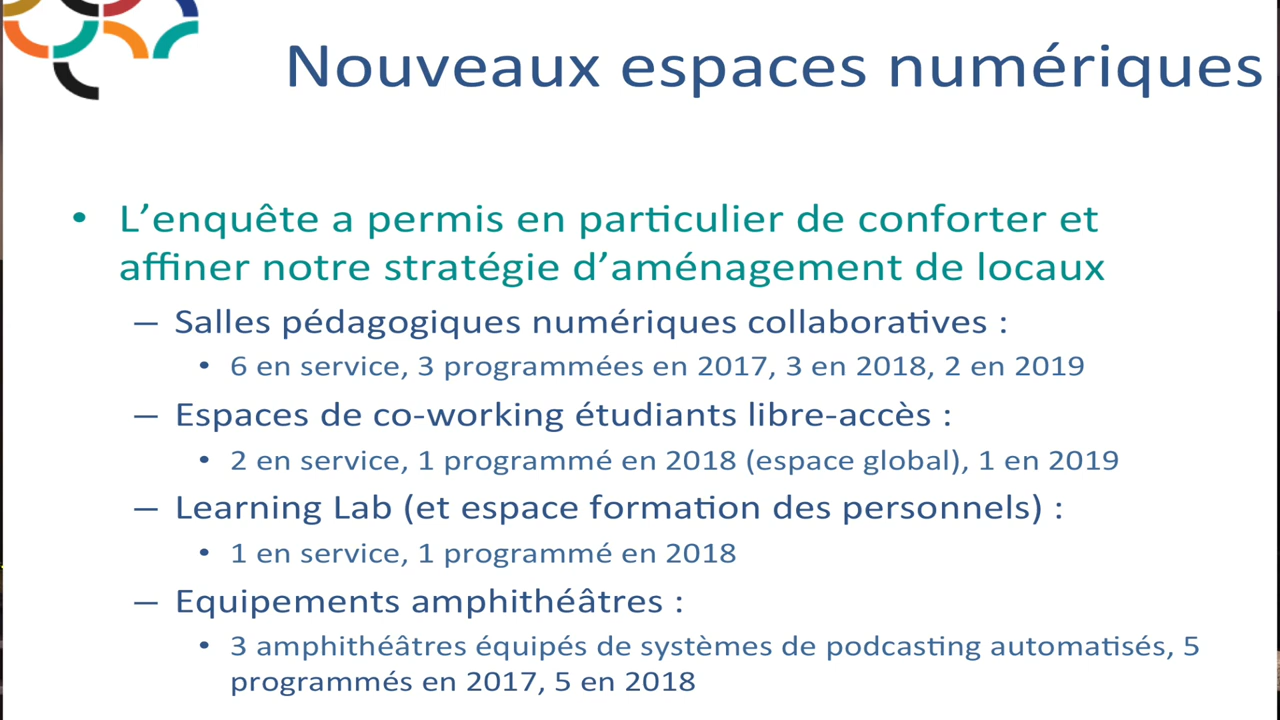 Nouveaux espaces numériques
• L’enquête a permis en particulier de conforter et
affiner notre stratégie d’aménagement de locaux
– Salles pédagogiques numériques collaboratives :
• 6 en service, 3 programmées en 2017, 3 en 2018, 2 en 2019
– Espaces de co-working étudiants libre-accès :
• 2 en service, 1 programmé en 2018 (espace global), 1 en 2019
– Learning Lab (et espace formation des personnels) :
• 1 en service, 1 programmé en 2018
– Equipements amphithéâtres :
• 3 amphithéâtres équipés de systèmes de podcasting automatisés, 5
programmés en 2017, 5 en 2018